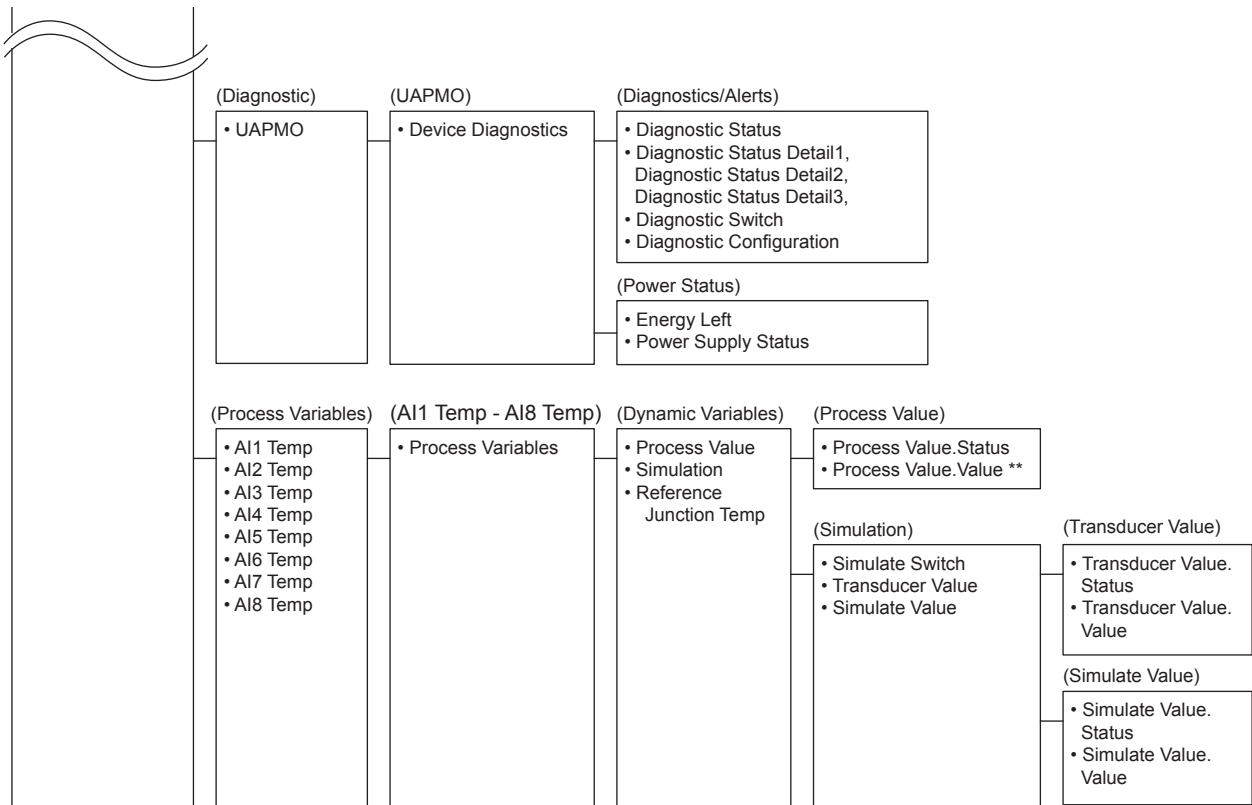 (Diagnostic)
• UAPMO
(UAPMO)
• Device Diagnostics
(Diagnostics/Alerts)
• Diagnostic Status
• Diagnostic Status Detail1,
Diagnostic Status Detail2,
Diagnostic Status Detail3,
• Diagnostic Switch
• Diagnostic Configuration
(Power Status)
• Energy Left
• Power Supply Status
(Process Variables)
• AI1 Temp
• AI2 Temp
• AI3 Temp
• AI4 Temp
• AI5 Temp
• AI6 Temp
• AI7 Temp
• AI8 Temp
(AI1 Temp - AI8 Temp)
• Process Variables
(Dynamic Variables)
• Process Value
• Simulation
• Reference
Junction Temp
(Process Value)
• Process Value.Status
• Process Value.Value **
(Simulation)
• Simulate Switch
• Transducer Value
• Simulate Value
(Transducer Value)
• Transducer Value.
Status
• Transducer Value.
Value
(Simulate Value)
• Simulate Value.
Status
• Simulate Value.
Value